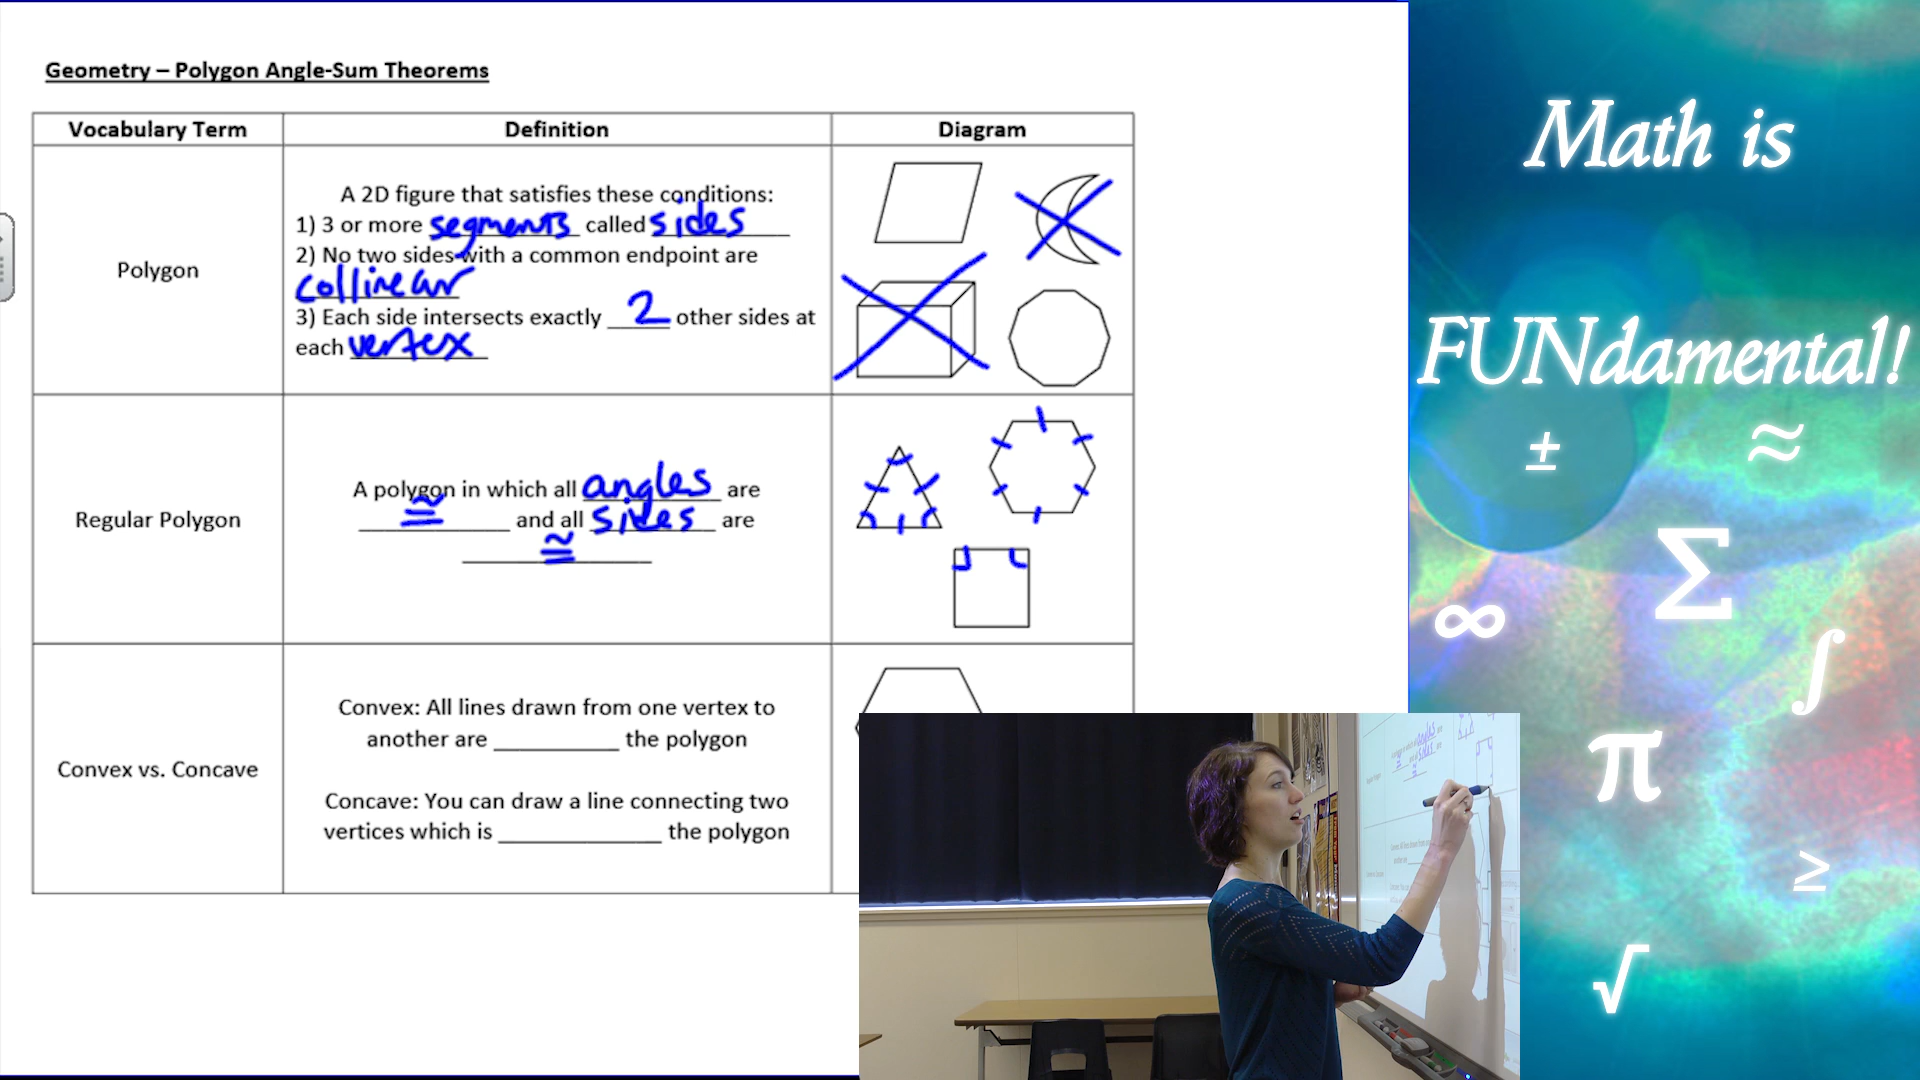 Geometry – Polygon Angle-Sum Theorems
Vocabulary Term
Definition
Diagram
Polygon
A 2D figure that satisfies these conditions:
1) 3 or more segments called sides
2) No two sides with a common endpoint are
collinear
3) Each side intersects exactly 2 other sides at
each vertex
Regular Polygon
A polygon in which all angles are
≅ and all sides are
≅
Convex vs. Concave
Convex: All lines drawn from one vertex to
another are __________ the polygon
Concave: You can draw a line connecting two
vertices which is _____________ the polygon
Math is
FUNdamental!
± ≈
Σ
∞
∫
π
≥
√